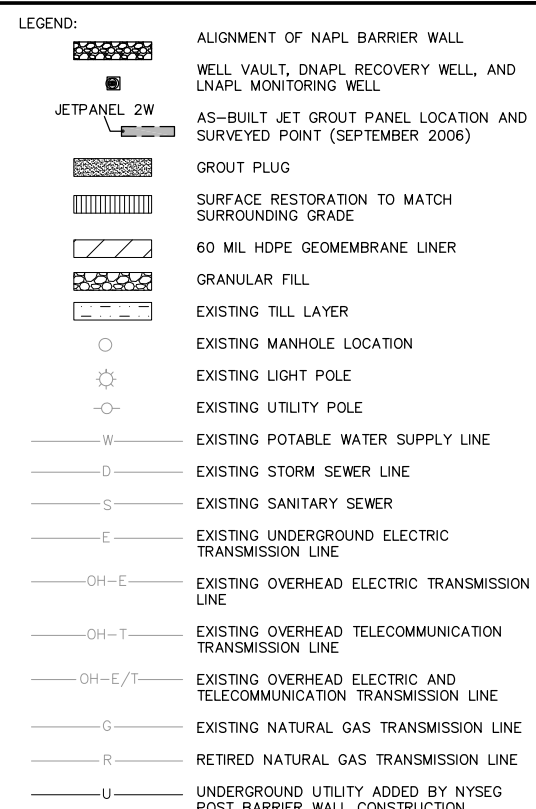 LEGEND:
ALIGNMENT OF NAPL BARRIER WALL
WELL VAULT, DNAPL RECOVERY WELL, AND
LNAPL MONITORING WELL
JETPANEL 2W
AS-BUILT JET GROUT PANEL LOCATION AND
SURVEYED POINT (SEPTEMBER 2006)
GROUT PLUG
SURFACE RESTORATION TO MATCH
SURROUNDING GRADE
60 MIL HDPE GEOMEMBRANE LINER
GRANULAR FILL
EXISTING TILL LAYER
EXISTING MANHOLE LOCATION
EXISTING LIGHT POLE
EXISTING UTILITY POLE
W EXISTING POTABLE WATER SUPPLY LINE
D EXISTING STORM SEWER LINE
S EXISTING SANITARY SEWER
E EXISTING UNDERGROUND ELECTRIC
TRANSMISSION LINE
OH-E EXISTING OVERHEAD ELECTRIC TRANSMISSION
LINE
OH-T EXISTING OVERHEAD TELECOMMUNICATION
TRANSMISSION LINE
OH-E/T EXISTING OVERHEAD ELECTRIC AND
TELECOMMUNICATION TRANSMISSION LINE
G EXISTING NATURAL GAS TRANSMISSION LINE
R RETIRED NATURAL GAS TRANSMISSION LINE
U UNDERGROUND UTILITY ADDED BY NYSEG
POST BARRIER WALL CONSTRUCTION